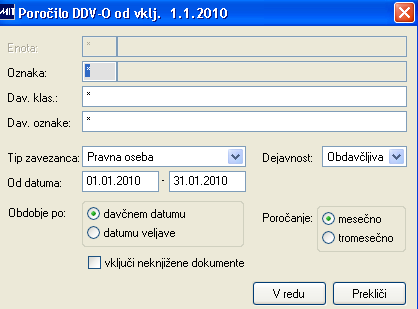 MIT Poročilo DDV-O od vklj. 1.1.2010
Enota: *
Oznaka: *
Dav. klas.: *
Dav. oznake: *
Tip zavezanca: Pravna oseba Dejavnost: Obdavčljiva
Od datuma: 01.01.2010 - 31.01.2010
Obdobje po: davčnem datumu
datumu veljave
Poročanje: mesečno
tromesečno
vključi neknjižene dokumente
V redu Prekliči